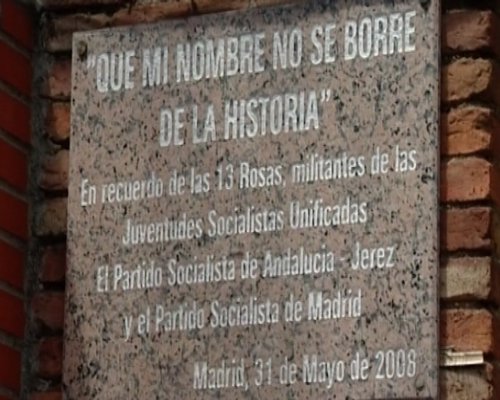 "QUE MI NOMBRE NO SE BORRE
DE LA HISTORIA"
En recuerdo de las 13 Rosas, militantes de las
Juventudes Socialistas Unificadas
El Partido Socialista de Andalucia - Jerez
y el Partido Socialista de Madrid
Madrid, 31 de Mayo de 2008